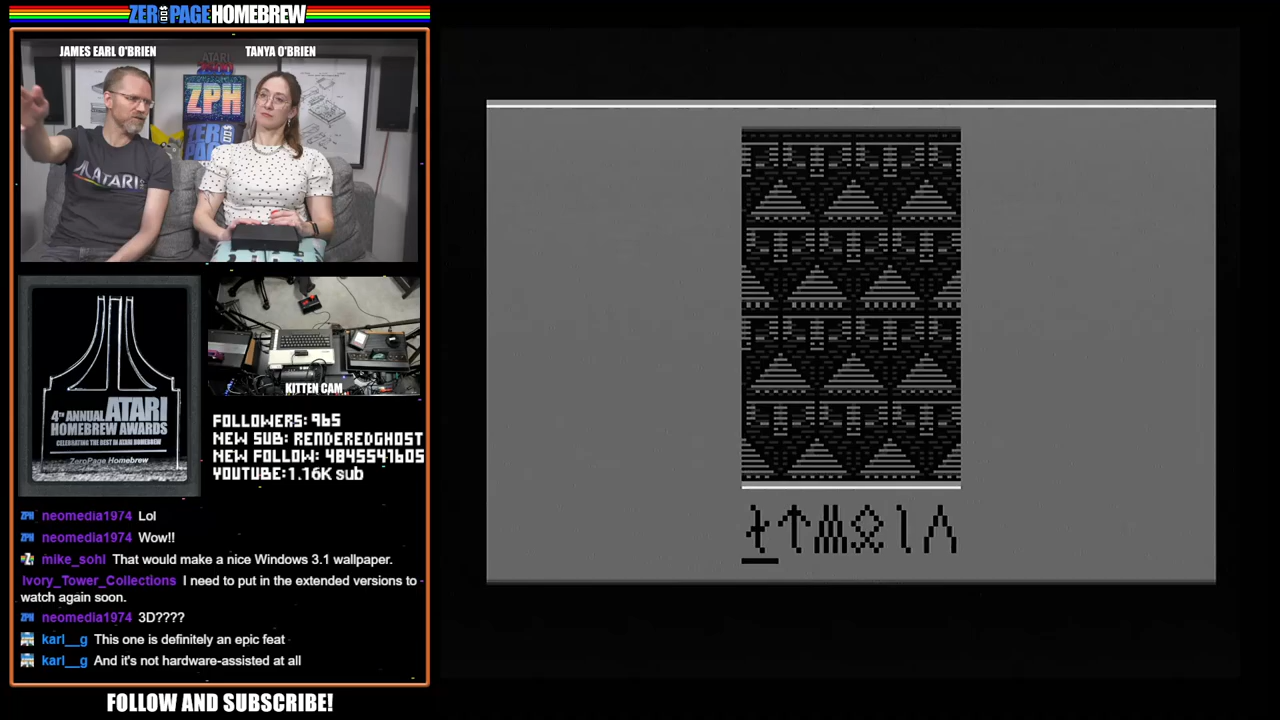 ZEROPAGE HOMEBREW
JAMES EARL O'BRIEN
TANYA O'BRIEN
ATARI
ZPH
ZERO
ATARI
4TH ANNUAL ATARI
HOMEBREW AWARDS
CELEBRATING THE BEST IN ATARI HOMEBREW
ZeroPage Homebrew
KITTEN CAM
FOLLOWERS: 965
NEW SUB: RENDEREDGHOST
NEW FOLLOW: 4845541605
YOUTUBE:1.16K sub
neomedia1974 Lol
neomedia1974 Wow!!
mike_sohl That would make a nice Windows 3.1 wallpaper.
Ivory_Tower_Collections I need to put in the extended versions to
watch again soon.
neomedia1974 3D????
karl__g This one is definitely an epic feat
karl__g And it's not hardware-assisted at all
FOLLOW AND SUBSCRIBE!